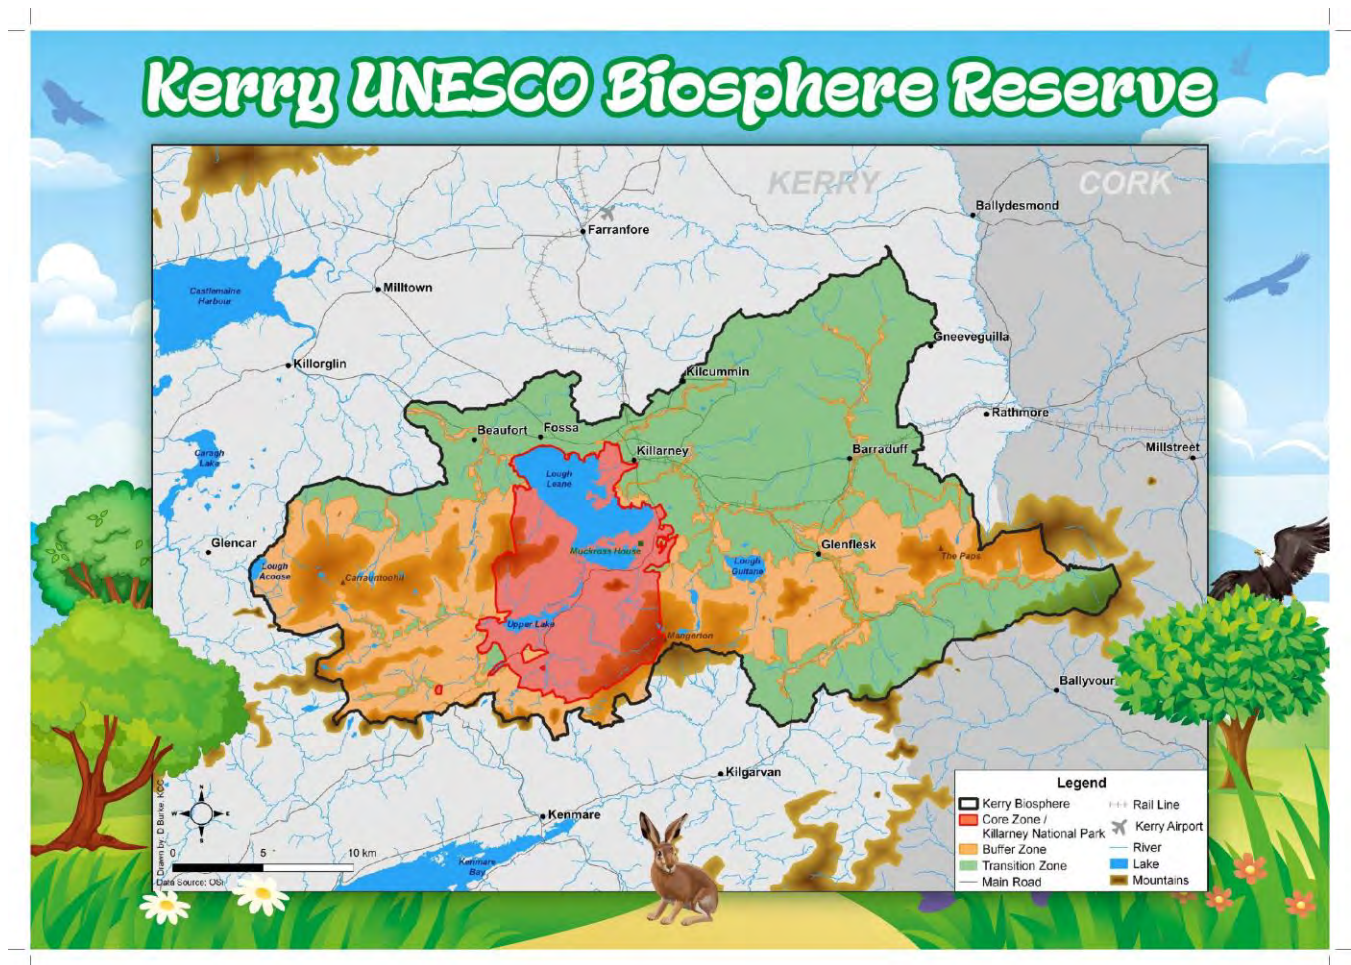 Kerry UNESCO Biosphere Reserve
KERRY
CORK
Ballydesmond
Farranfore
Castlemaine
Harbour
Milltown
Gneeveguilla
Killorglin
Kilcummin
Rathmore
Beaufort
Fossa
Killarney
Barraduff
Millstreet
Caragh
Lake
Lough
Leane
Glencar
Muckross House
Glenflesk
The Paps
Lough
Acoose
Carrauntoohil
Lough
Guitane
Upper Lake
Mangerton
Ballyvour
Kilgarvan
Kenmare
Kenmare
Bay
N
W
E
S
Drawn by: D Burke, KCC
0
5
10 km
Data Source: OSi
Legend
Kerry Biosphere
Core Zone /
Killarney National Park
Buffer Zone
Transition Zone
Main Road
Rail Line
Kerry Airport
River
Lake
Mountains